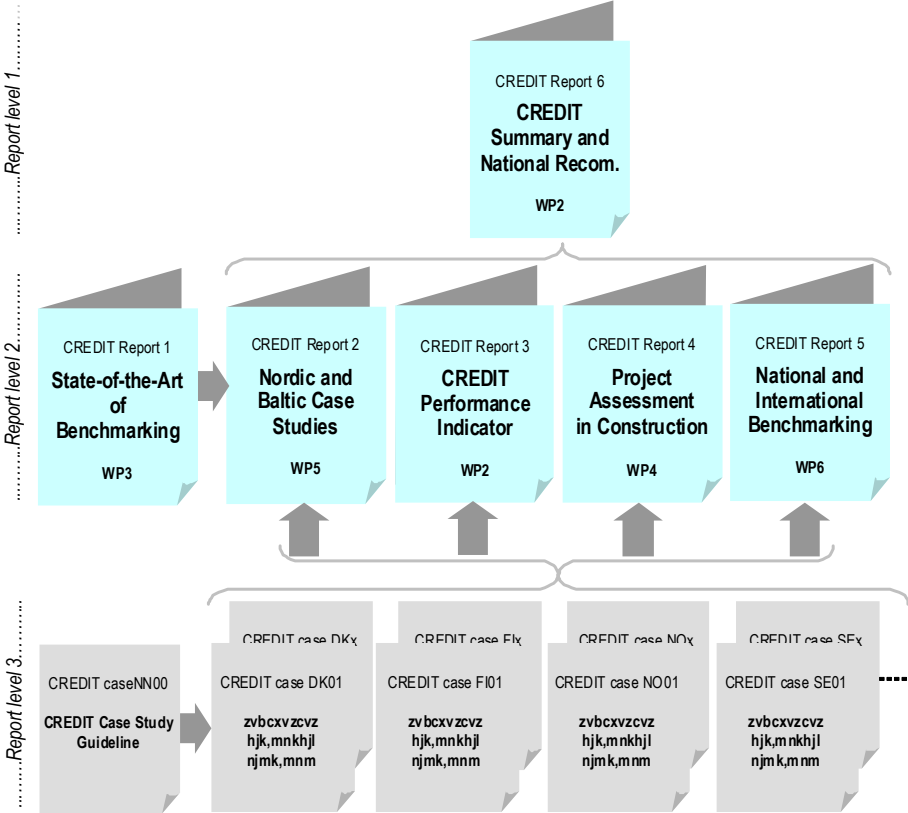 ...........Report level 1..........
CREDIT Report 6
CREDIT
Summary and
National Recom.
WP2
...........Report level 2..........
CREDIT Report 1
State-of-the-Art
of
Benchmarking
WP3
CREDIT Report 2
Nordic and
Baltic Case
Studies
WP5
CREDIT Report 3
CREDIT
Performance
Indicator
WP2
CREDIT Report 4
Project
Assessment
in Construction
WP4
CREDIT Report 5
National and
International
Benchmarking
WP6
...........Report level 3..........
CREDIT caseNN00
CREDIT Case Study
Guideline
CREDIT case DKx
CREDIT case DK01
zvbcxvzcvz
hjk,mnkhjl
njmk,mnm
CREDIT case FIx
CREDIT case FI01
zvbcxvzcvz
hjk,mnkhjl
njmk,mnm
CREDIT case NOx
CREDIT case NO01
zvbcxvzcvz
hjk,mnkhjl
njmk,mnm
CREDIT case SEx
CREDIT case SE01
zvbcxvzcvz
hjk,mnkhjl
njmk,mnm